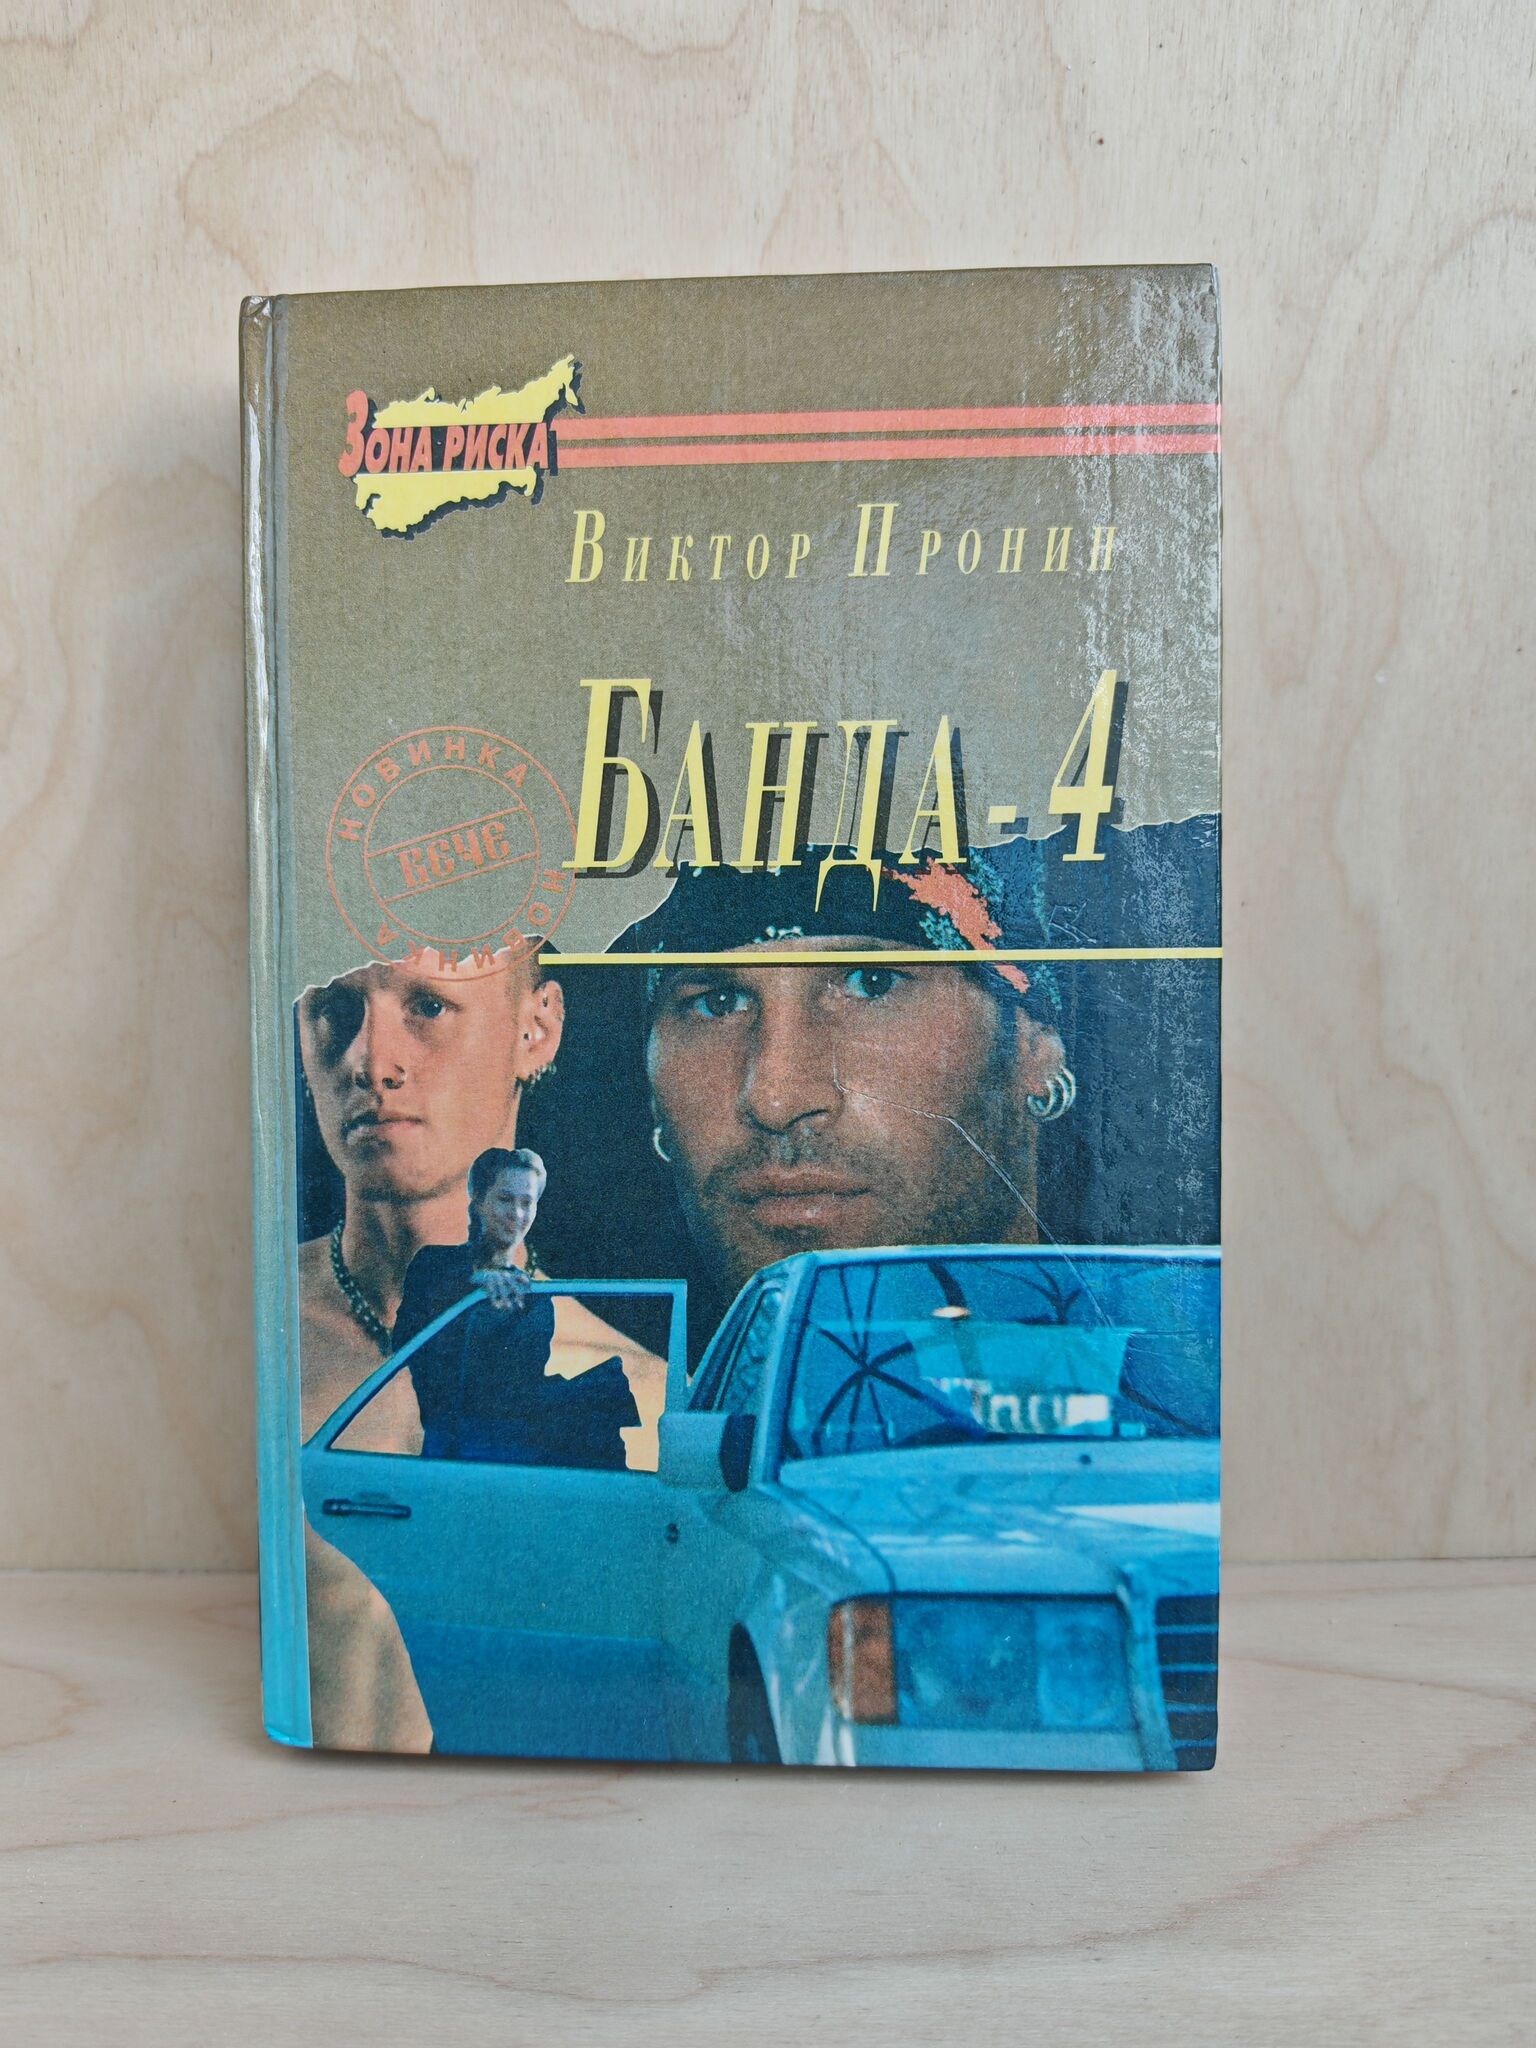 Зона риска
Виктор Пронин
Банда-4
НОВИНКА
ВЕЧЕ
НОВИНКА